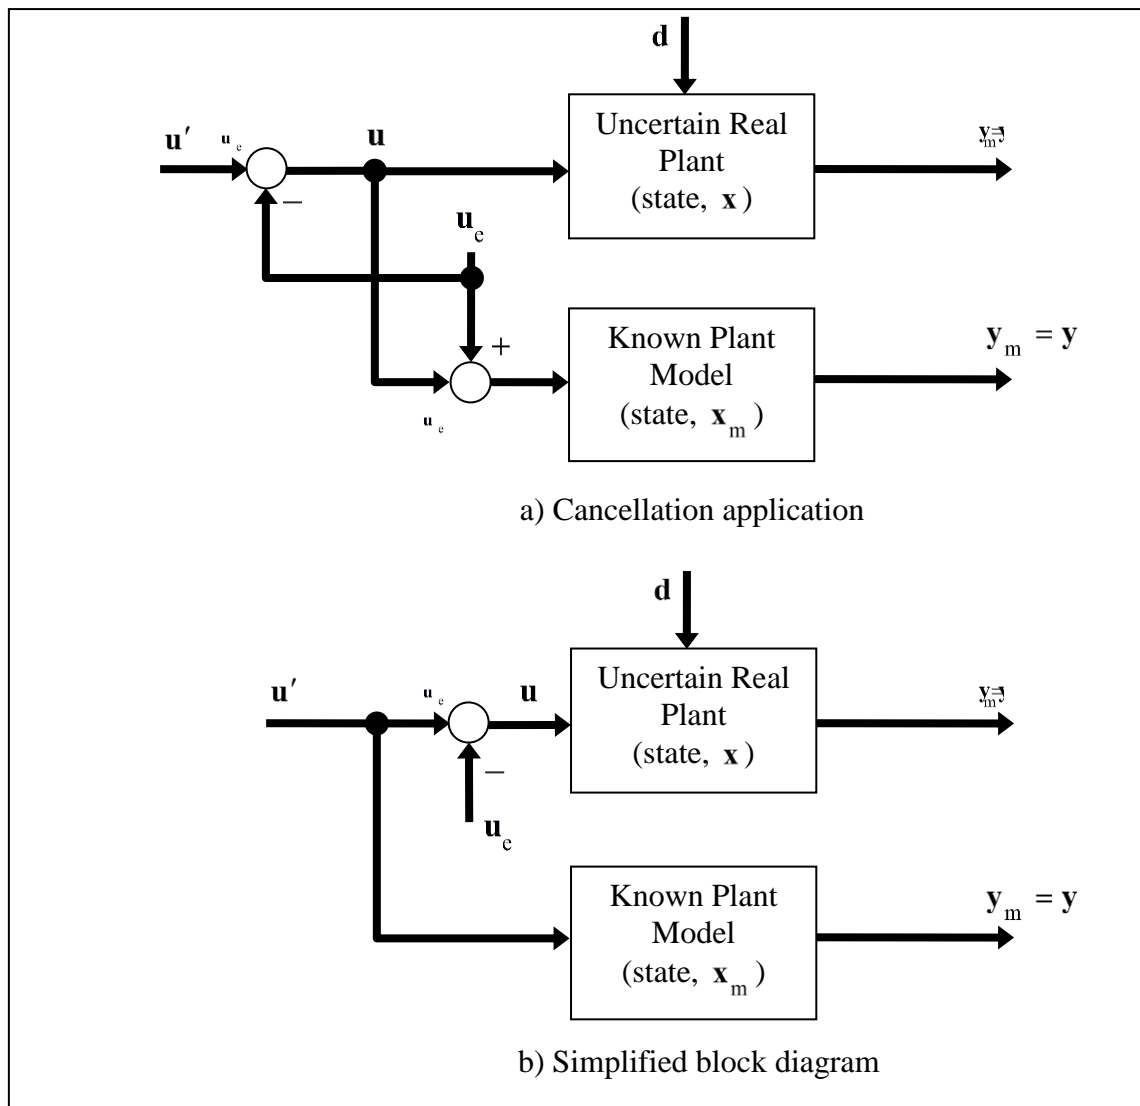 d
Uncertain Real
Plant
(state, x )
u' u e
u
−
u e
+
Known Plant
Model
(state, x m )
y m = y
u e
a) Cancellation application
d
Uncertain Real
Plant
(state, x )
u' u e
u
−
u e
Known Plant
Model
(state, x m )
y m = y
b) Simplified block diagram